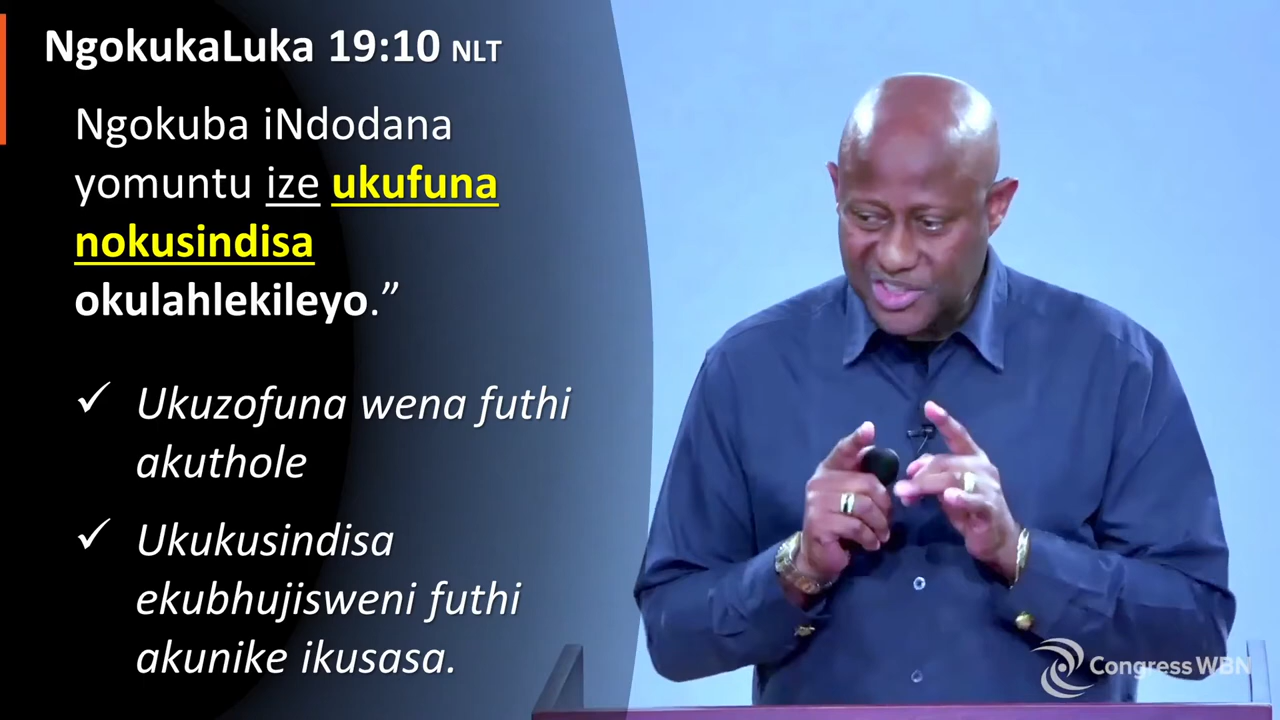 NgokukaLuka 19:10 NLT
Ngokuba iNdodana
yomuntu ize ukufuna
nokusindisa
okulahlekileyo.”
✓ Ukuzofuna wena futhi
akuthole
✓ Ukukusindisa
ekubhujisweni futhi
akunike ikusasa.
Congress WBN